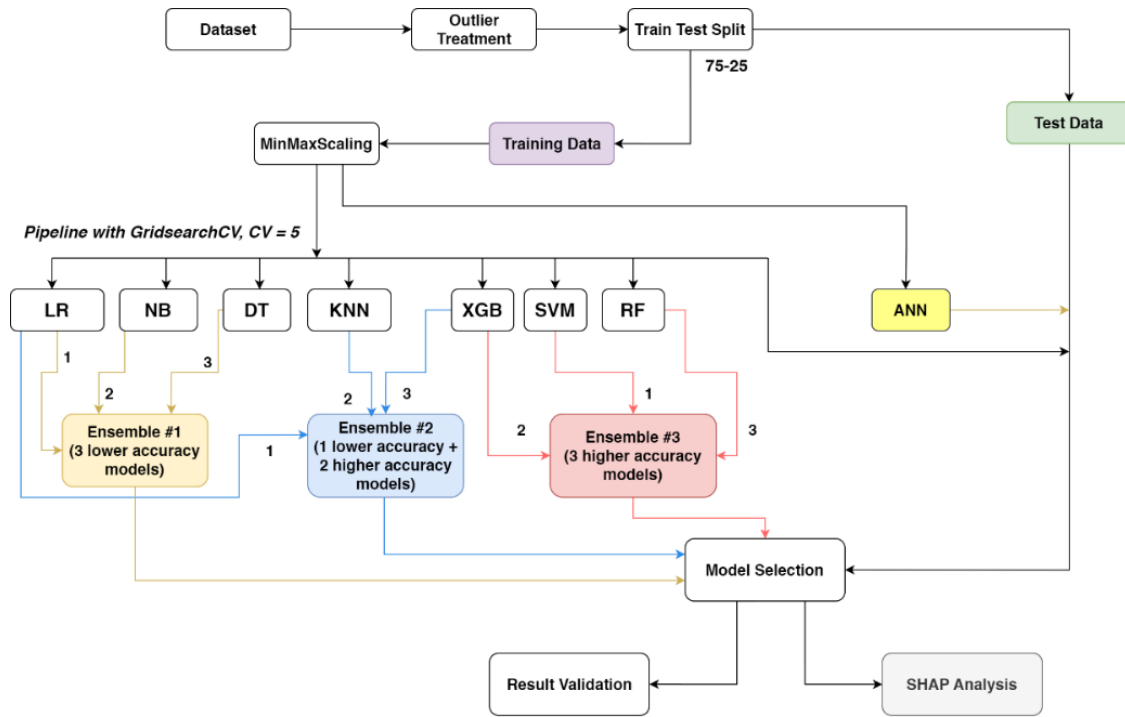 Dataset
Outlier
Treatment
Train Test Split
75-25
Test Data
MinMaxScaling
Training Data
Pipeline with GridsearchCV, CV = 5
LR
NB
DT
KNN
XGB
SVM
RF
ANN
1
2
3
2
3
1
2
3
1
Ensemble #1
(3 lower accuracy
models)
Ensemble #2
(1 lower accuracy +
2 higher accuracy
models)
Ensemble #3
(3 higher accuracy
models)
Model Selection
Result Validation
SHAP Analysis